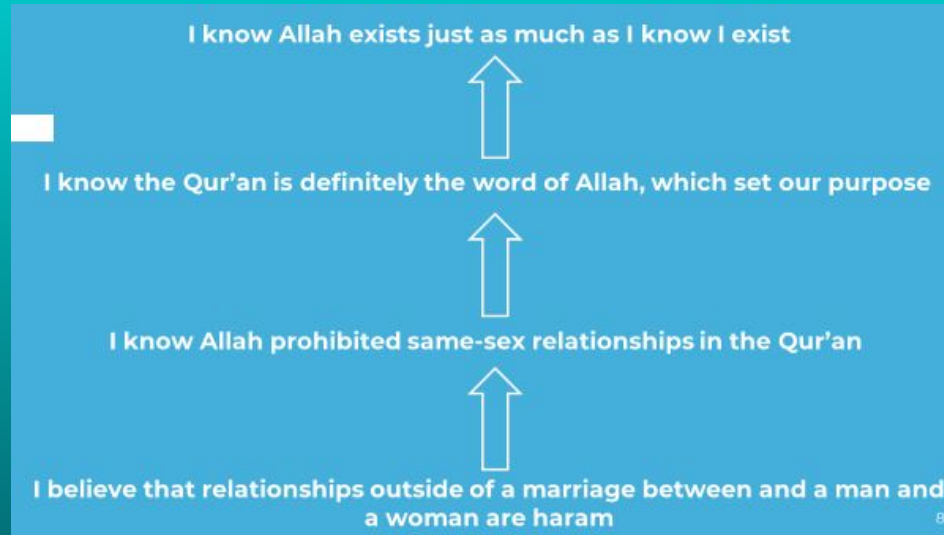 I know Allah exists just as much as I know I exist
I know the Qur'an is definitely the word of Allah, which set our purpose
I know Allah prohibited same-sex relationships in the Qur'an
I believe that relationships outside of a marriage between and a man and
a woman are haram
8